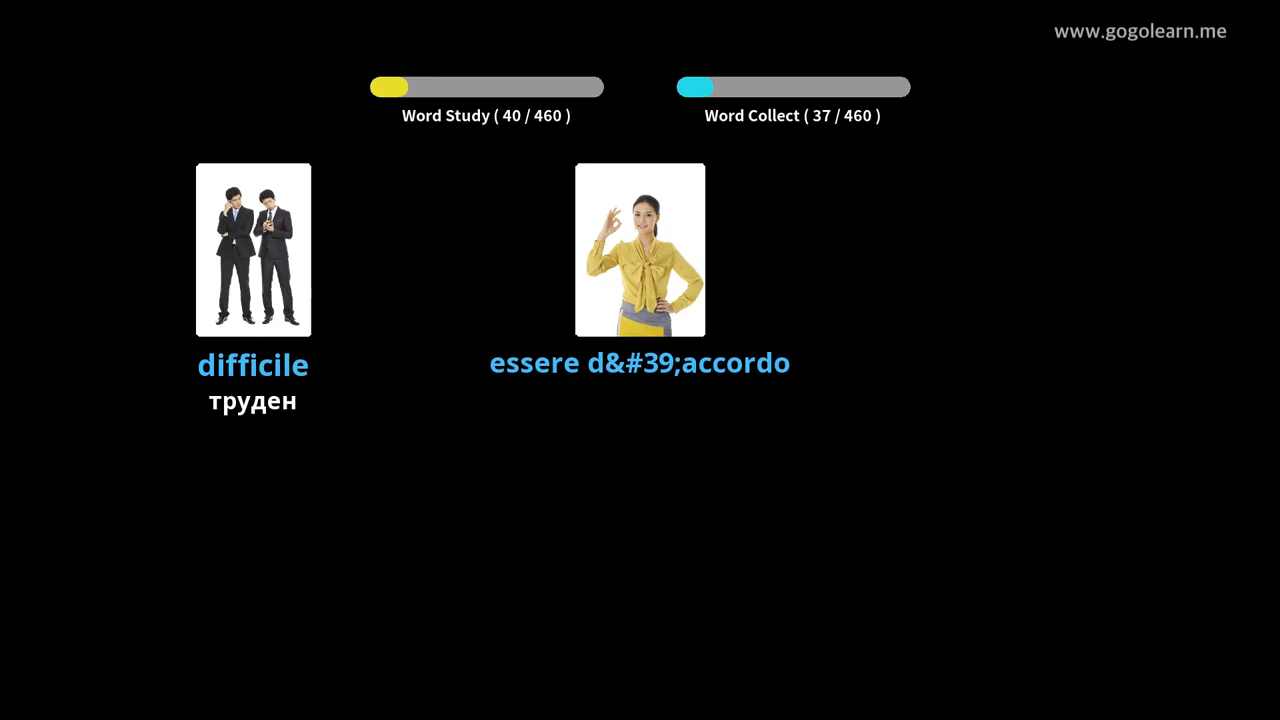 www.gogolearn.me
Word Study ( 40 / 460 )
Word Collect ( 37 / 460 )
difficile
труден
essere d&#39;accordo